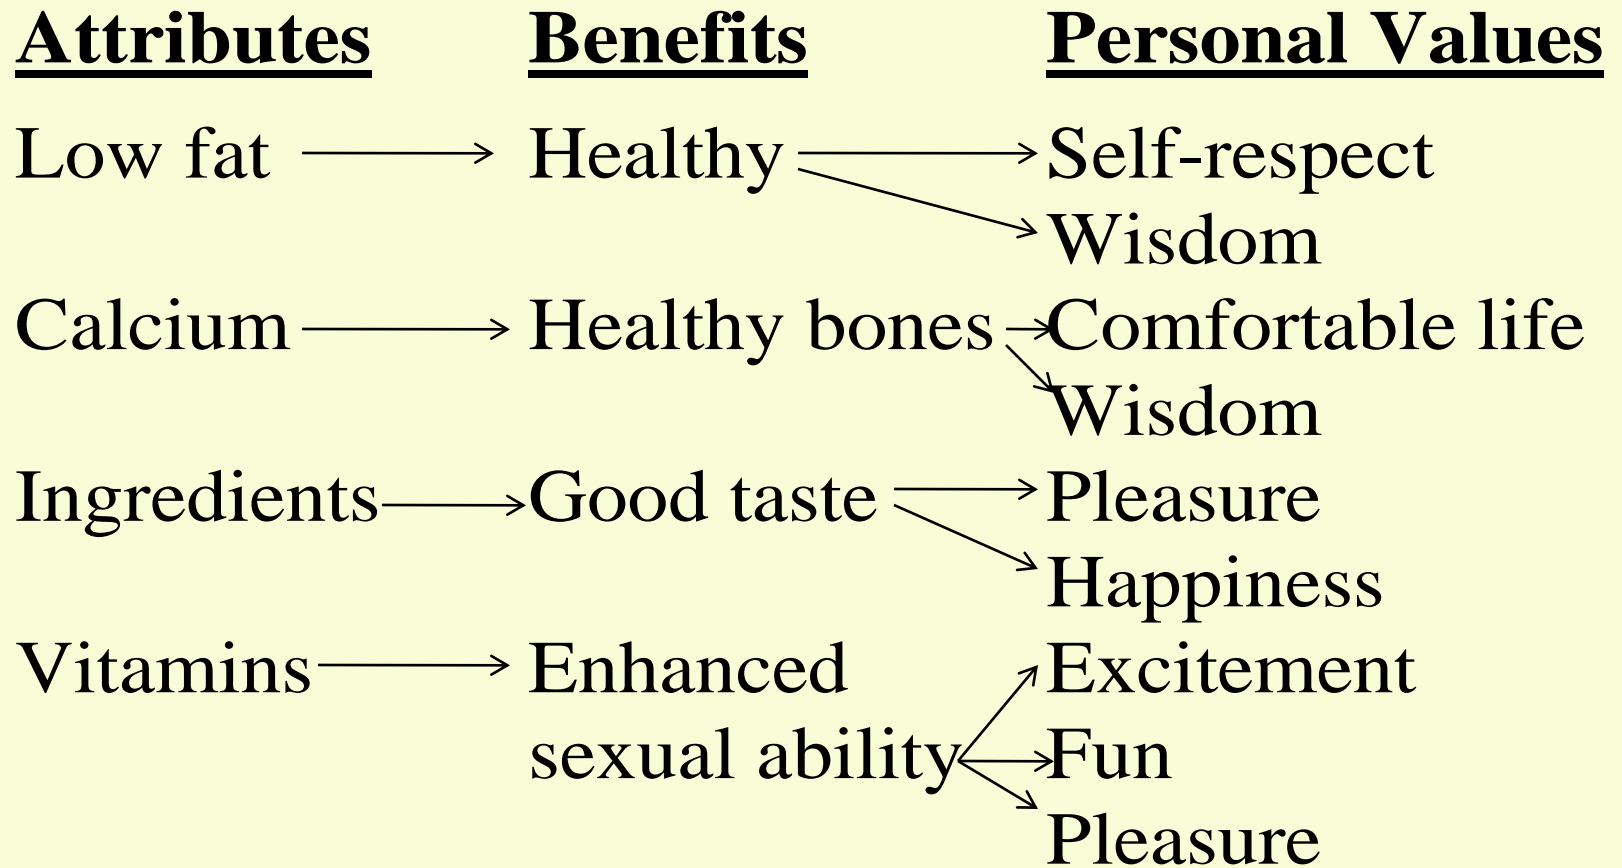 Attributes Benefits Personal Values
Low fat Healthy Self-respect
Wisdom
Calcium Healthy bones Comfortable life
Wisdom
Ingredients Good taste Pleasure
Happiness
Vitamins Enhanced Excitement
sexual ability Fun
Pleasure